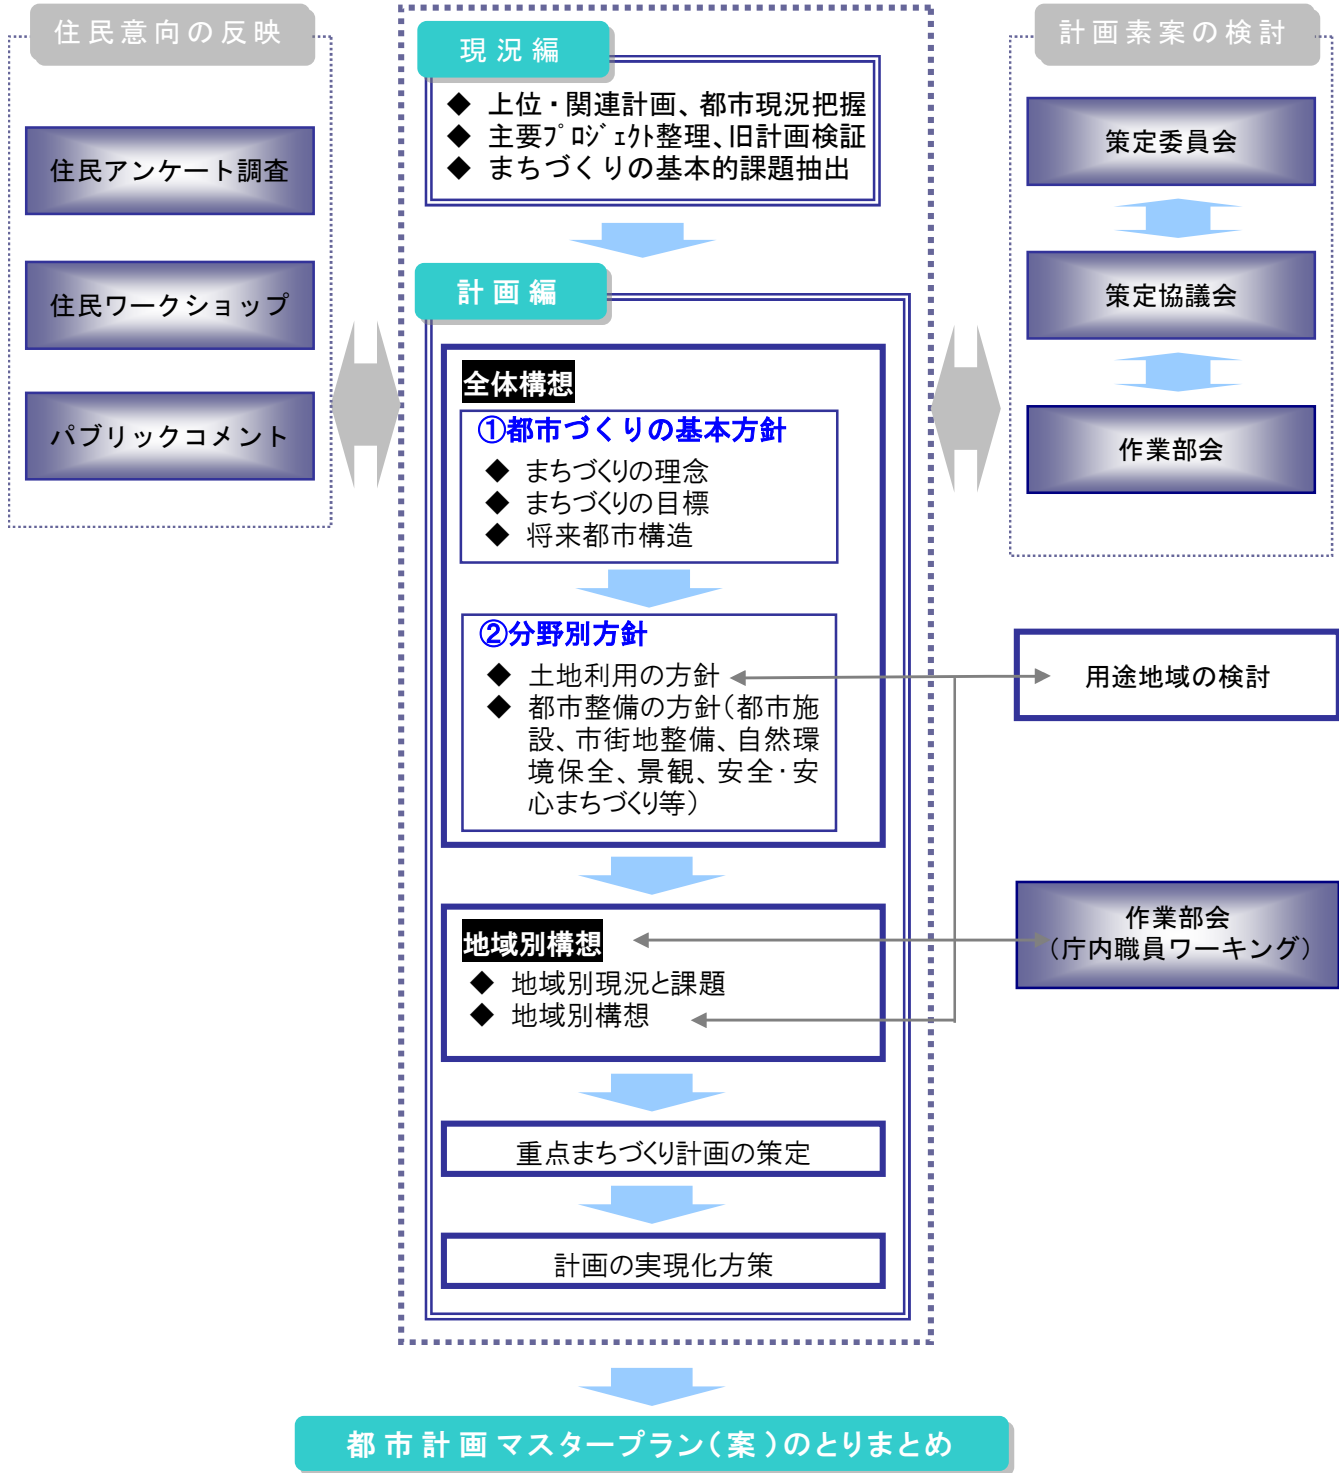 住民意向の反映
住民アンケート調査
住民ワークショップ
パブリックコメント
現況編
◆ 上位・関連計画、都市現況把握
◆ 主要ﾌﾟﾛｼﾞｪｸﾄ整理、旧計画検証
◆ まちづくりの基本的課題抽出
計画編
全体構想
①都市づくりの基本方針
◆ まちづくりの理念
◆ まちづくりの目標
◆ 将来都市構造
②分野別方針
◆ 土地利用の方針
◆ 都市整備の方針（都市施
設、市街地整備、自然環
境保全、景観、安全・安
心まちづくり等）
地域別構想
◆ 地域別現況と課題
◆ 地域別構想
重点まちづくり計画の策定
計画の実現化方策
計画素案の検討
策定委員会
策定協議会
作業部会
用途地域の検討
作業部会
（庁内職員ワーキング）
都市計画マスタープラン（案）のとりまとめ